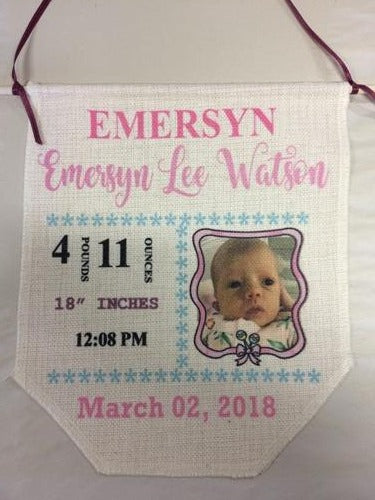 EMERSYN
Emersyn Lee Watson
4 POUNDS 11 OUNCES
18" INCHES
12:08 PM
March 02, 2018